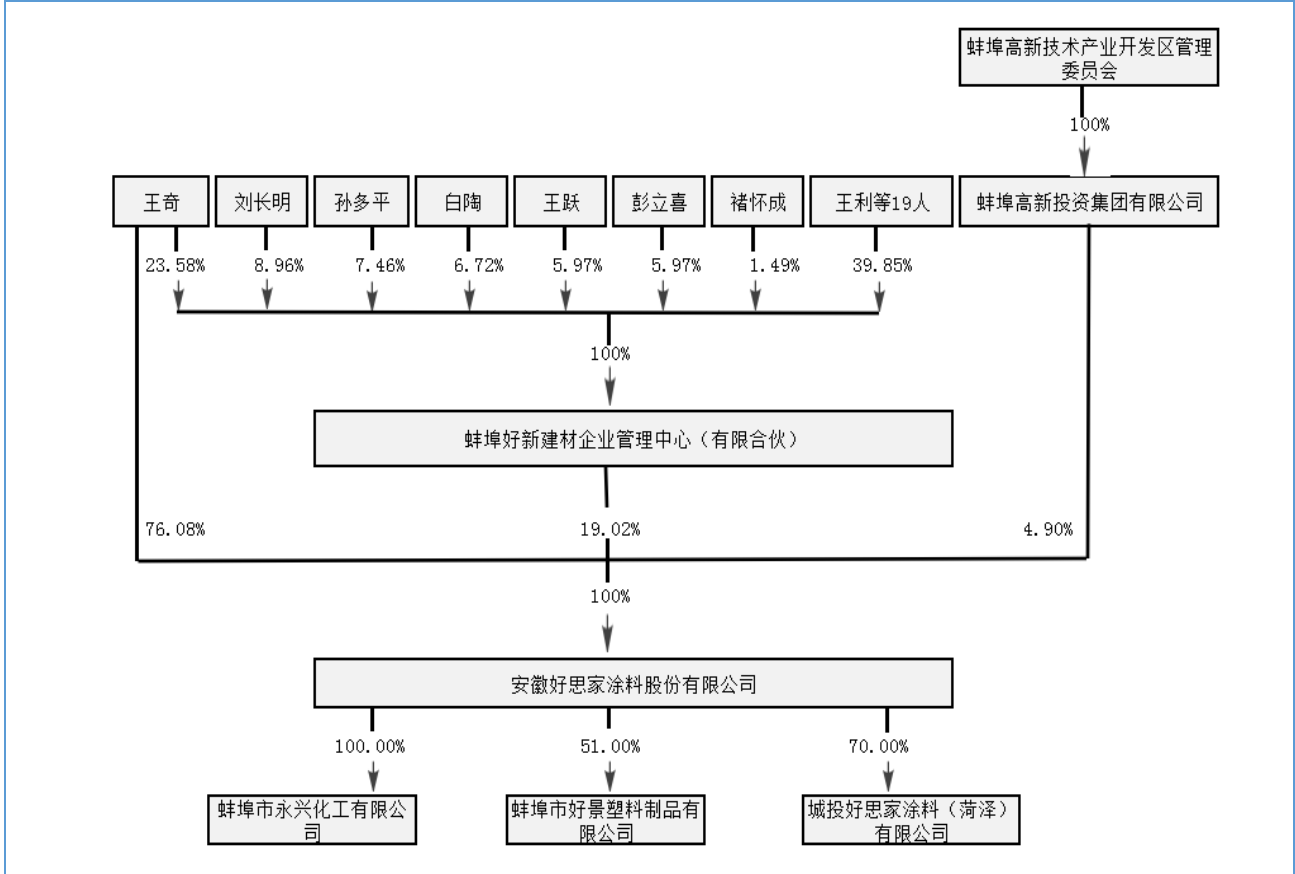 蚌埠高新技术产业开发区管理
委员会
100%
王奇
刘长明
孙多平
白陶
王跃
彭立喜
褚怀成
王利等19人
蚌埠高新投资集团有限公司
23.58%
8.96%
7.46%
6.72%
5.97%
5.97%
1.49%
39.85%
100%
蚌埠好新建材企业管理中心（有限合伙）
76.08%
19.02%
4.90%
100%
安徽好思家涂料股份有限公司
100.00%
51.00%
70.00%
蚌埠市永兴化工有限公
司
蚌埠市好景塑料制品有
限公司
城投好思家涂料（菏泽）
有限公司